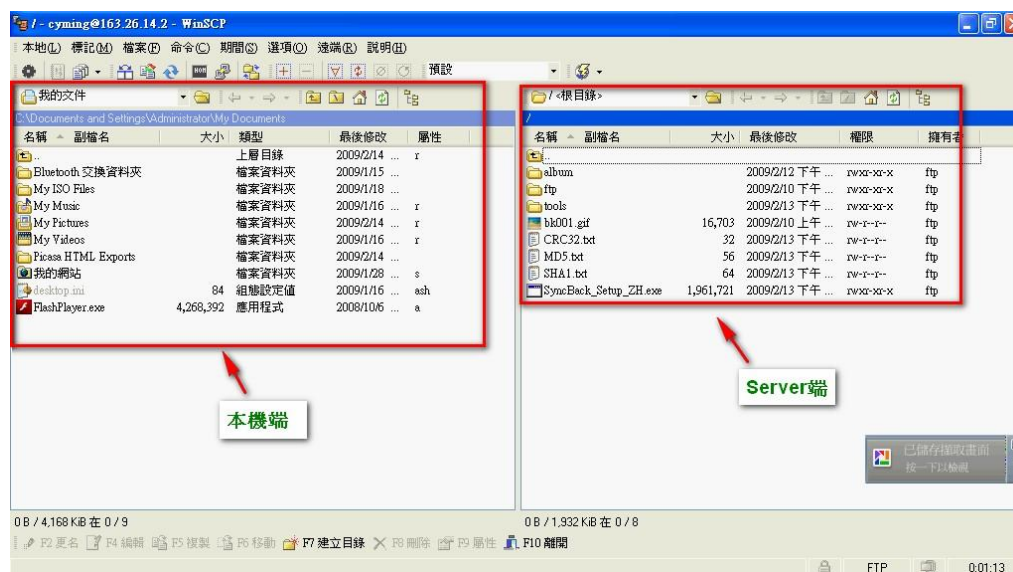 / - cyming@163.26.14.2 - WinSCP
本地(L) 標記(M) 檔案(F) 命令(C) 期間(S) 選項(O) 遠端(R) 說明(H)
預設
我的文件
/ <根目錄>
C:\Documents and Settings\Administrator\My Documents
/
名稱 副檔名 大小 類型 最後修改 屬性
.. 上層目錄 2009/2/14 ... r
Bluetooth 交換資料夾 檔案資料夾 2009/1/15 ...
My ISO Files 檔案資料夾 2009/1/18 ...
My Music 檔案資料夾 2009/1/16 ... r
My Pictures 檔案資料夾 2009/2/14 ... r
My Videos 檔案資料夾 2009/1/16 ... r
Picasa HTML Exports 檔案資料夾 2009/2/14 ...
我的網站 檔案資料夾 2009/1/28 ... s
desktop.ini 84 組態設定值 2009/1/16 ... ash
FlashPlayer.exe 4,268,392 應用程式 2008/10/6 ... a
名稱 副檔名 大小 最後修改 權限 擁有者
..
album 2009/2/12 下午 ... rwxr-xr-x ftp
ftp 2009/2/10 下午 ... rwxr-xr-x ftp
tools 2009/2/13 下午 ... rwxr-xr-x ftp
bk001.gif 16,703 2009/2/10 上午 ... rw-r--r-- ftp
CRC32.txt 32 2009/2/13 下午 ... rw-r--r-- ftp
MD5.txt 56 2009/2/13 下午 ... rw-r--r-- ftp
SHA1.txt 64 2009/2/13 下午 ... rw-r--r-- ftp
SyncBack_Setup_ZH.exe 1,961,721 2009/2/13 下午 ... rwxr-xr-x ftp
本機端
Server端
已儲存擷取畫面
按一下以檢視
0 B / 4,168 KiB 在 0 / 9
0 B / 1,932 KiB 在 0 / 8
F2 更名 F4 編輯 F5 複製 F6 移動 F7 建立目錄 F8 刪除 F9 屬性 F10 離開
FTP 0:01:13